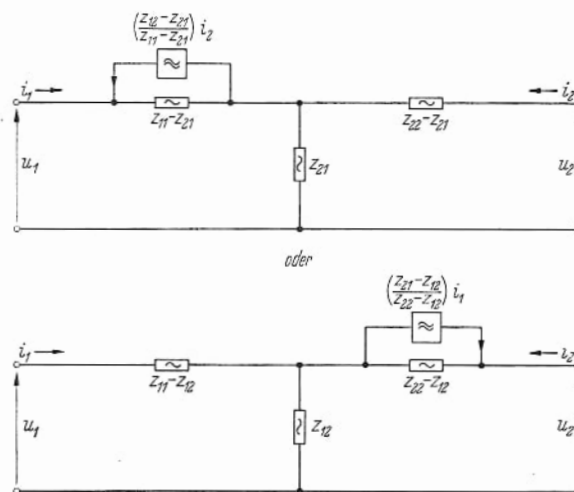 (z₁₂−z₂₁ / z₁₁−z₂₁) i₂
i₁
i₂
z₁₁−z₂₁
z₂₂−z₂₁
u₁
z₂₁
u₂
oder
(z₂₁−z₁₂ / z₂₂−z₁₂) i₁
i₁
i₂
z₁₁−z₁₂
z₂₂−z₁₂
u₁
z₁₂
u₂